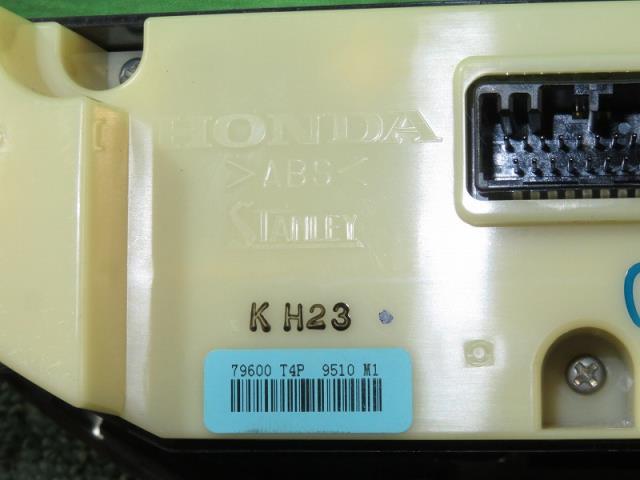 HONDA
>ABS<
STANLEY
K H23
79600 T4P 9510 M1